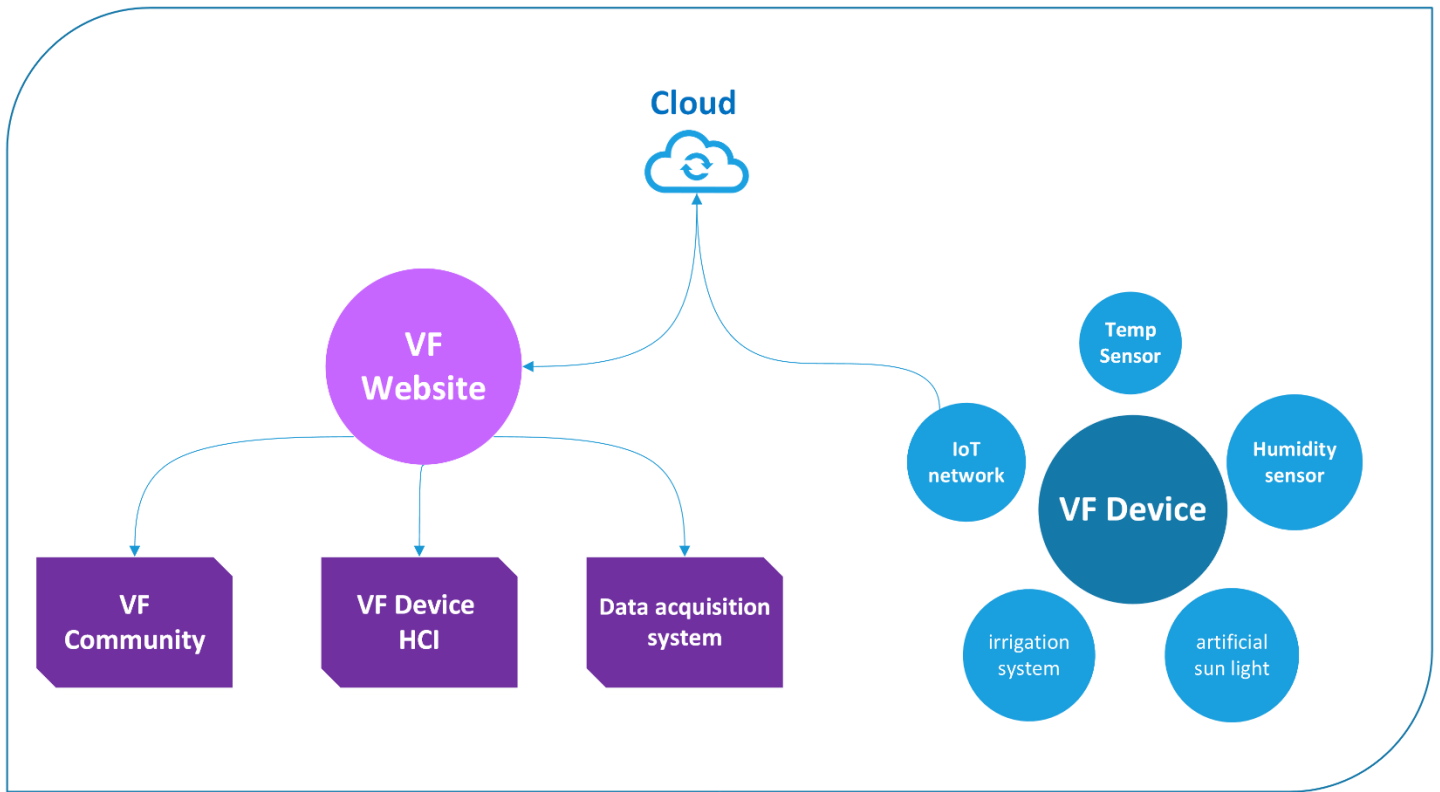 Cloud
VF
Website
VF
Community
VF Device
HCI
Data acquisition
system
Temp
Sensor
IoT
network
Humidity
sensor
VF Device
irrigation
system
artificial
sun light